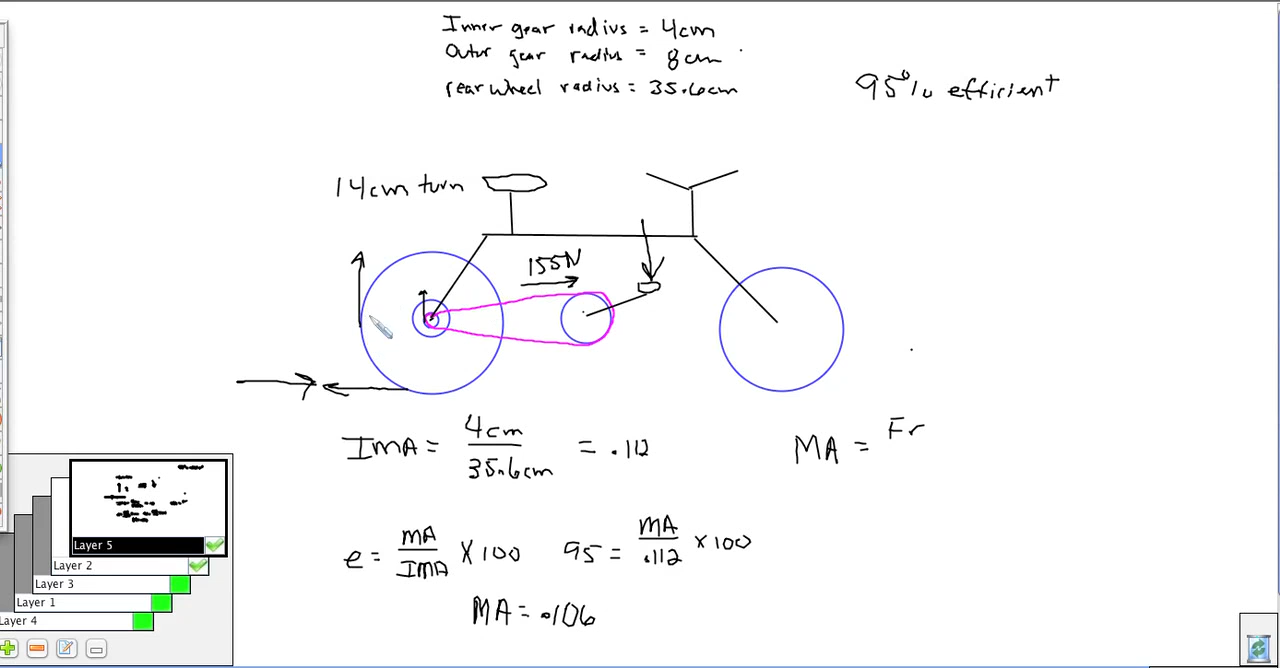 Inner gear radius = 4cm
Outer gear radius = 8cm
rear wheel radius = 35.6cm
95% efficient
14cm turn
155N
IMA = 4cm / 35.6cm = .112
MA = Fr
e = MA / IMA X 100
95 = MA / .112 X 100
MA = .106
Layer 5
Layer 2
Layer 3
Layer 1
Layer 4